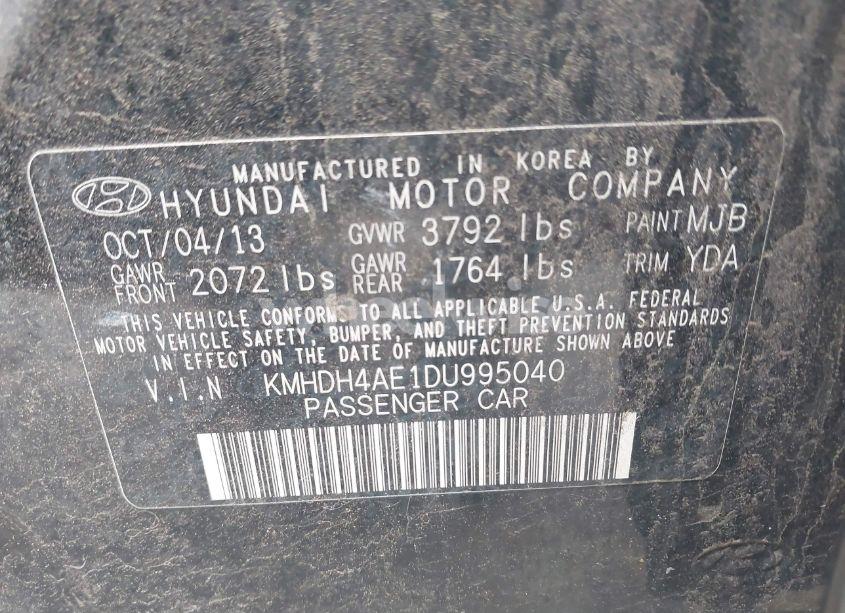 MANUFACTURED IN KOREA BY
HYUNDAI MOTOR COMPANY
OCT/04/13 GVWR 3792 lbs PAINT MJB
GAWR FRONT 2072 lbs GAWR REAR 1764 lbs TRIM YDA
THIS VEHICLE CONFORMS TO ALL APPLICABLE U.S.A. FEDERAL
MOTOR VEHICLE SAFETY, BUMPER, AND THEFT PREVENTION STANDARDS
IN EFFECT ON THE DATE OF MANUFACTURE SHOWN ABOVE
V.I.N KMHDH4AE1DU995040
PASSENGER CAR